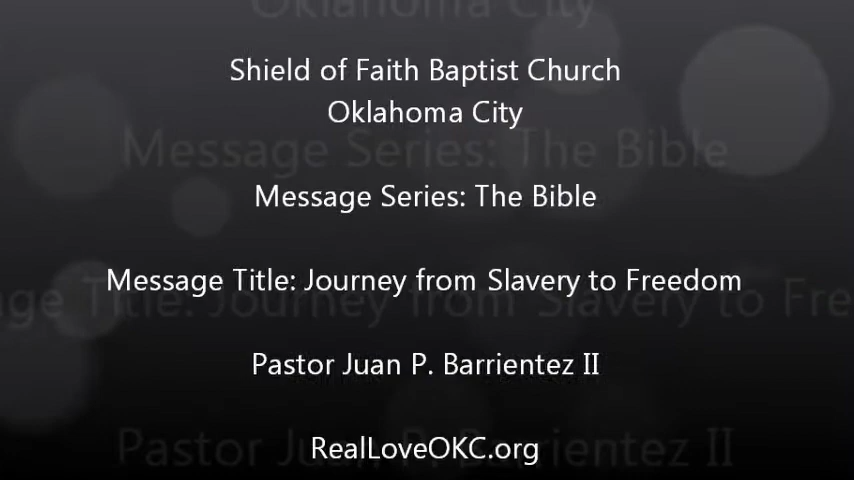 Shield of Faith Baptist Church
Oklahoma City
Message Series: The Bible
Message Title: Journey from Slavery to Freedom
Pastor Juan P. Barrientez II
RealLoveOKC.org